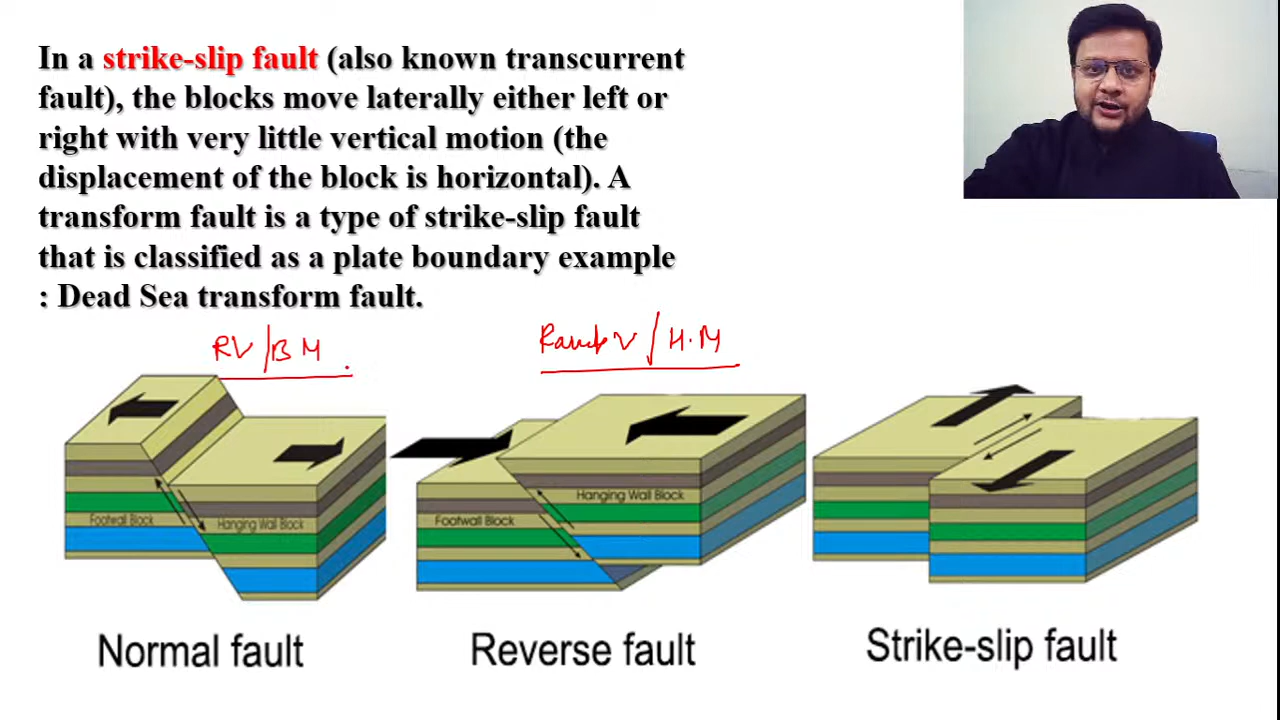 In a strike-slip fault (also known transcurrent
fault), the blocks move laterally either left or
right with very little vertical motion (the
displacement of the block is horizontal). A
transform fault is a type of strike-slip fault
that is classified as a plate boundary example
: Dead Sea transform fault.
RV/BM
V/H.M
Footwall Block
Hanging Wall Block
Footwall Block
Hanging Wall Block
Normal fault
Reverse fault
Strike-slip fault